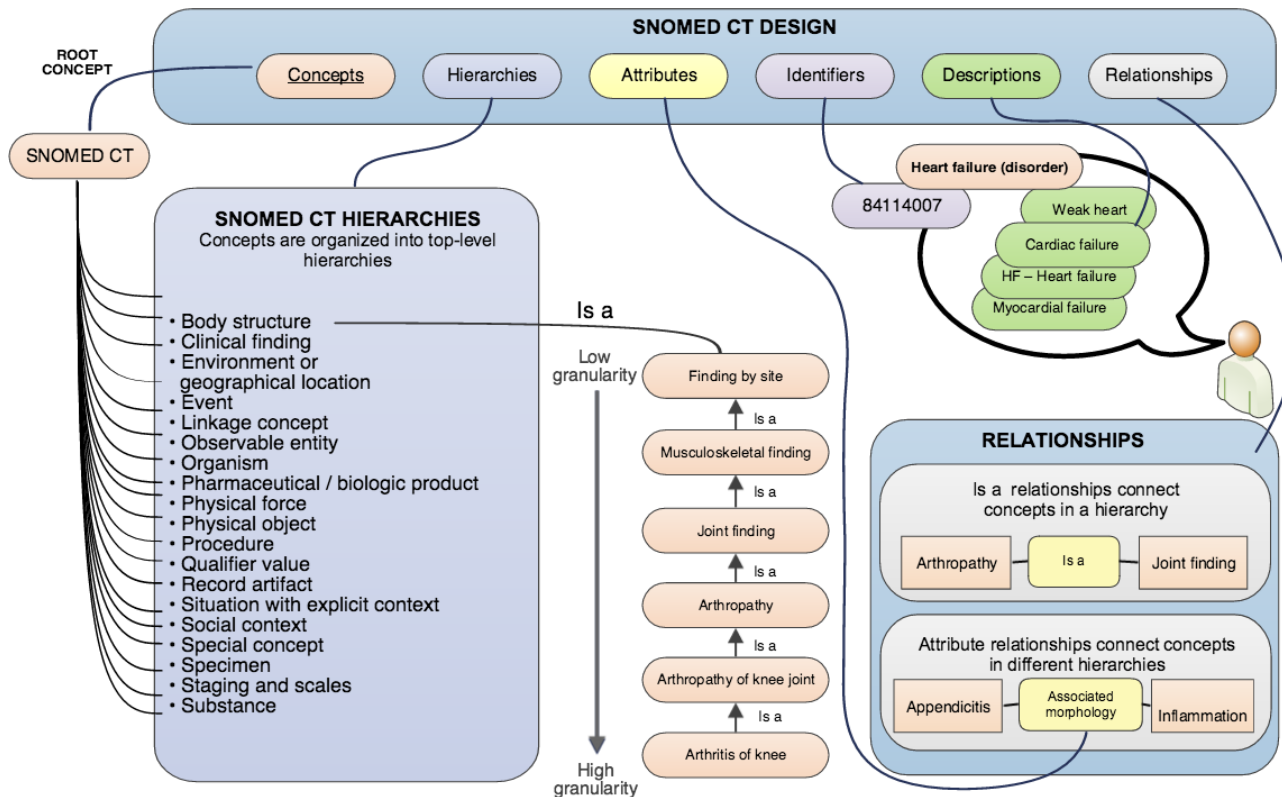 SNOMED CT DESIGN
ROOT
CONCEPT
Concepts
Hierarchies
Attributes
Identifiers
Descriptions
Relationships
SNOMED CT
SNOMED CT HIERARCHIES
Concepts are organized into top-level
hierarchies
• Body structure
• Clinical finding
• Environment or
geographical location
• Event
• Linkage concept
• Observable entity
• Organism
• Pharmaceutical / biologic product
• Physical force
• Physical object
• Procedure
• Qualifier value
• Record artifact
• Situation with explicit context
• Social context
• Special concept
• Specimen
• Staging and scales
• Substance
Is a
Low
granularity
High
granularity
Finding by site
Is a
Musculoskeletal finding
Is a
Joint finding
Is a
Arthropathy
Is a
Arthropathy of knee joint
Is a
Arthritis of knee
Heart failure (disorder)
84114007
Weak heart
Cardiac failure
HF – Heart failure
Myocardial failure
RELATIONSHIPS
Is a relationships connect
concepts in a hierarchy
Arthropathy
Is a
Joint finding
Attribute relationships connect concepts
in different hierarchies
Appendicitis
Associated
morphology
Inflammation